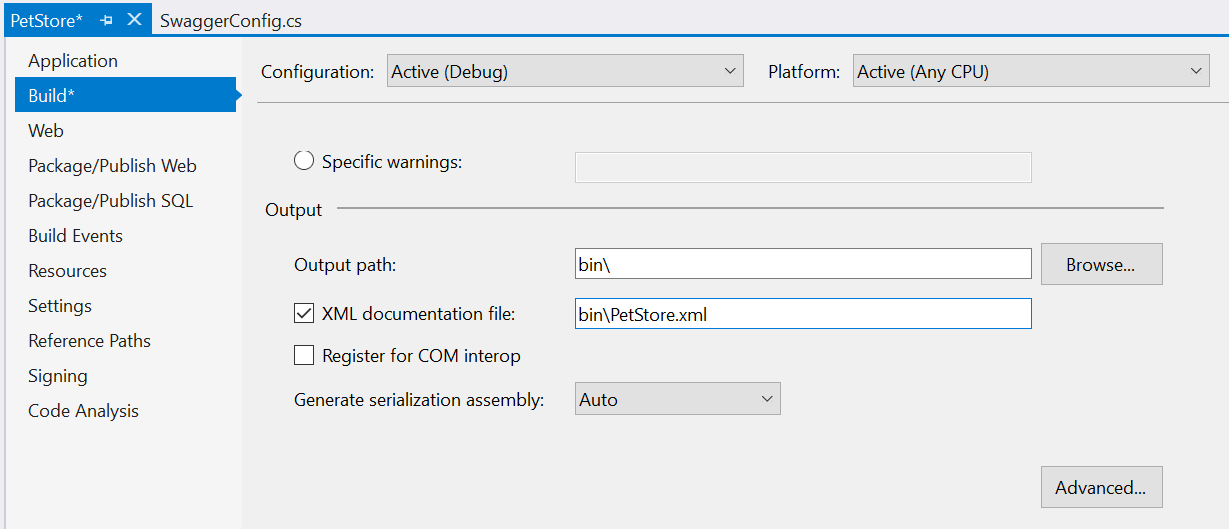 PetStore* SwaggerConfig.cs
Application
Build*
Web
Package/Publish Web
Package/Publish SQL
Build Events
Resources
Settings
Reference Paths
Signing
Code Analysis
Configuration: Active (Debug) Platform: Active (Any CPU)
Specific warnings:
Output
Output path: bin\ Browse...
XML documentation file: bin\PetStore.xml
Register for COM interop
Generate serialization assembly: Auto
Advanced...